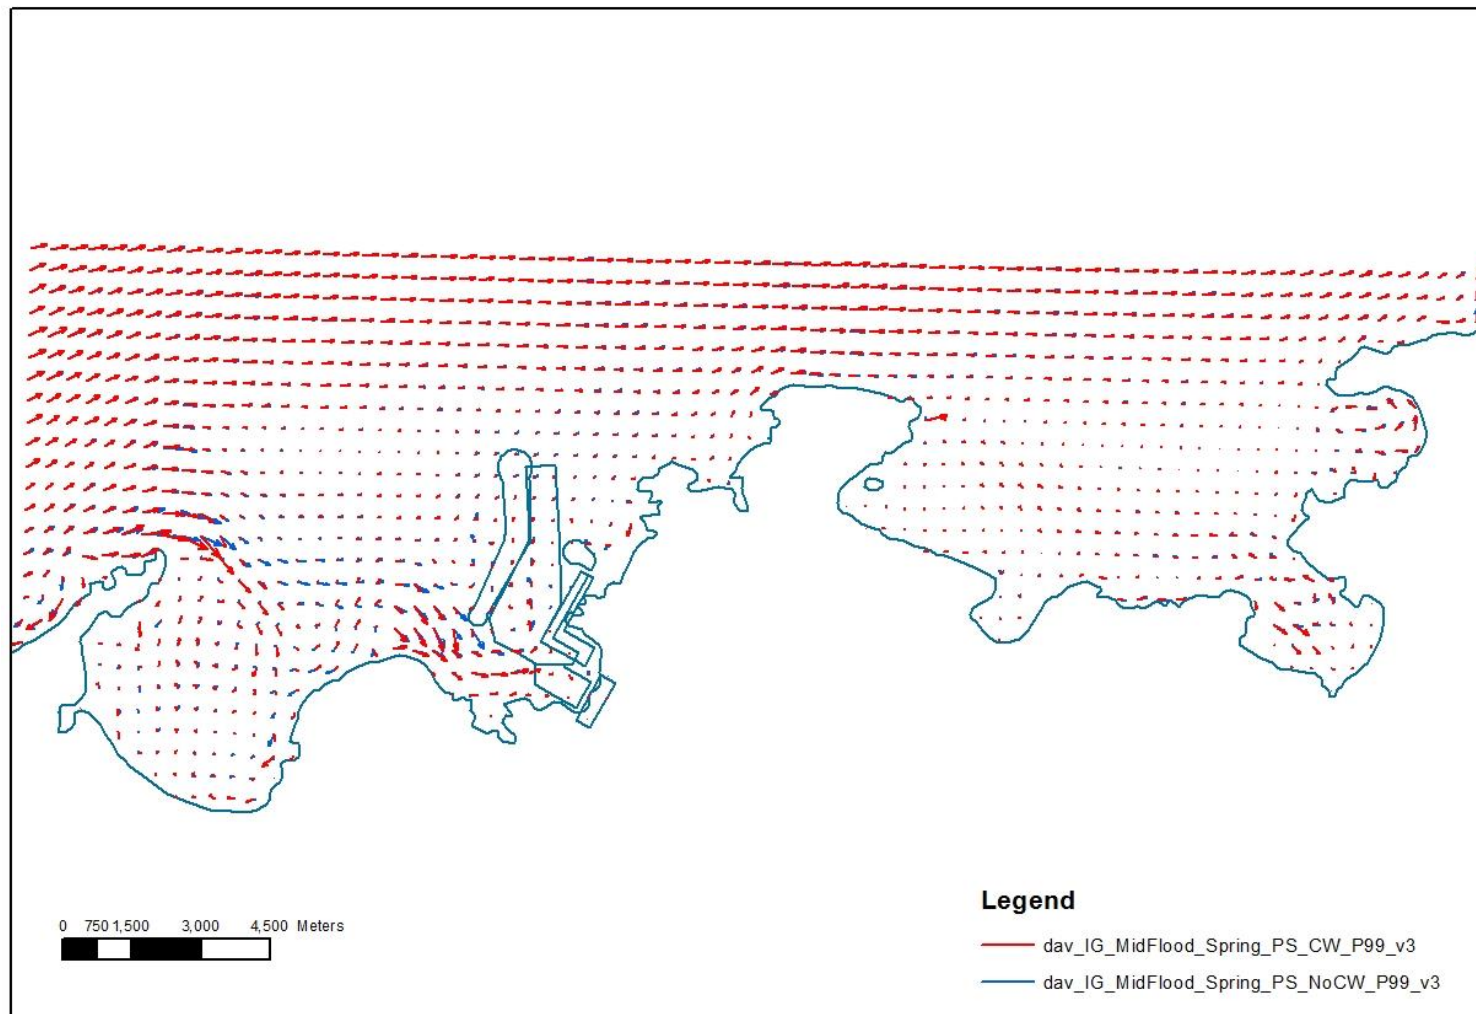 0 750 1,500 3,000 4,500 Meters
Legend
dav_IG_MidFlood_Spring_PS_CW_P99_v3
dav_IG_MidFlood_Spring_PS_NoCW_P99_v3